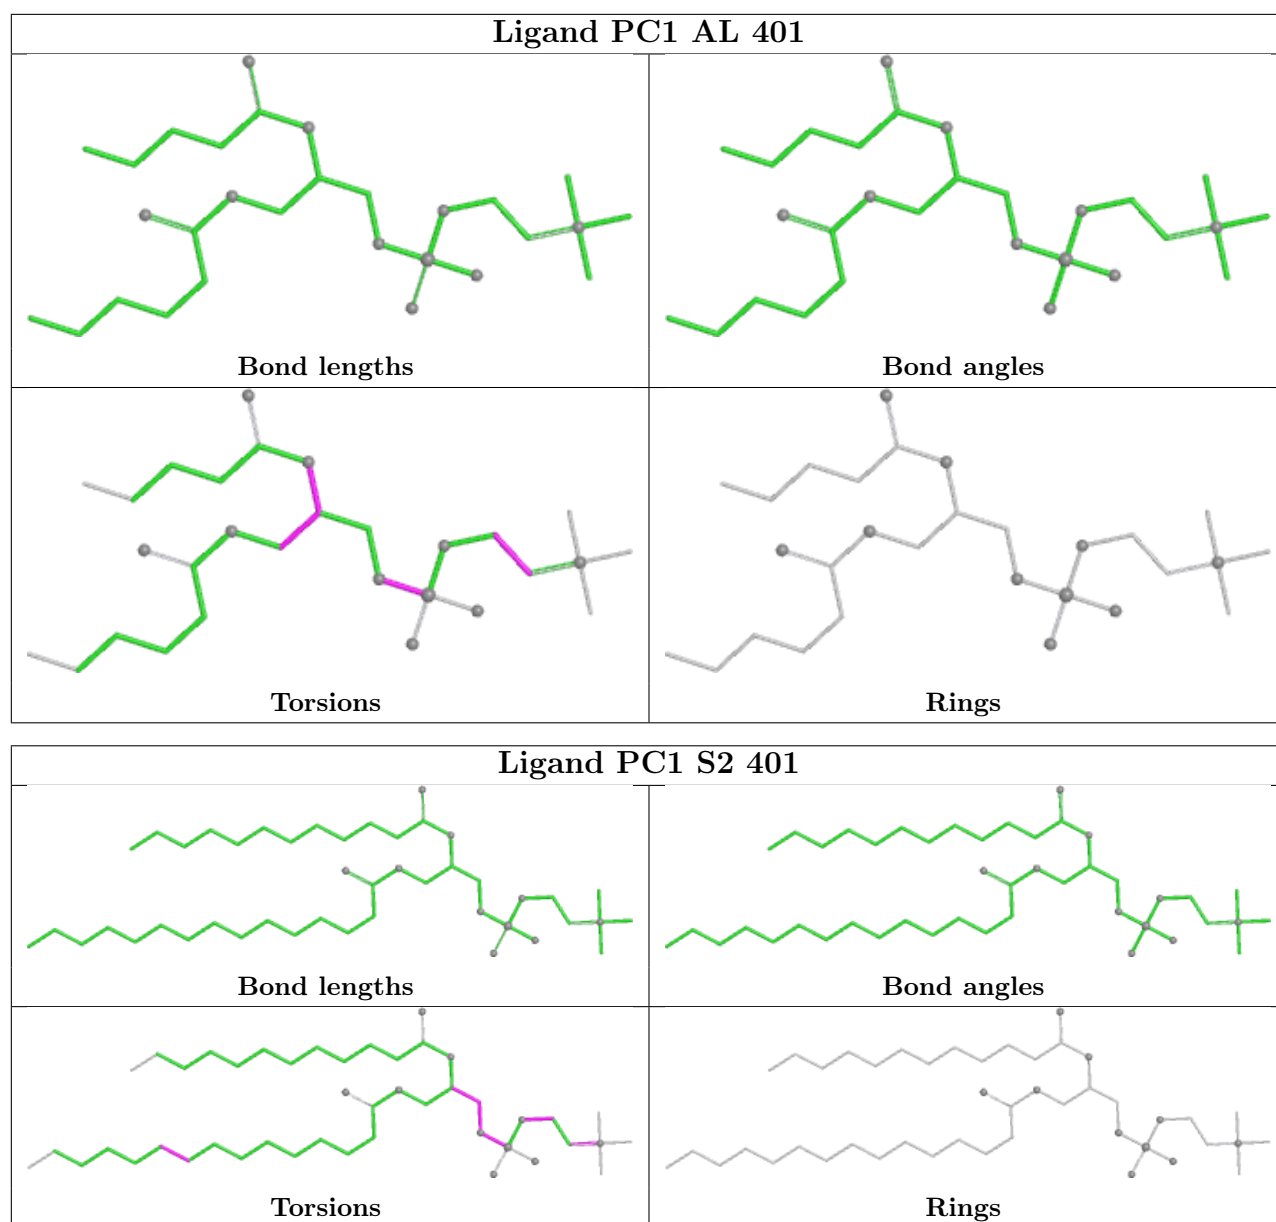 Ligand PC1 AL 401
Bond lengths
Bond angles
Torsions
Rings
Ligand PC1 S2 401
Bond lengths
Bond angles
Torsions
Rings